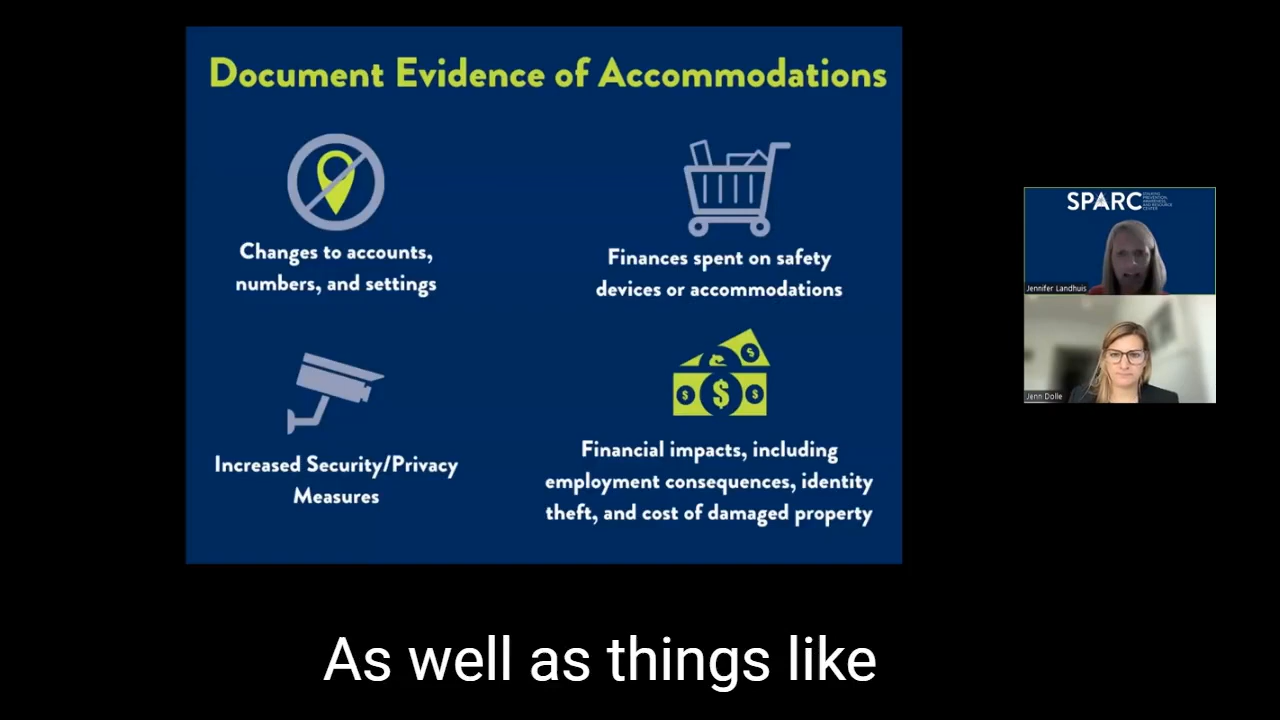 Document Evidence of Accommodations
Changes to accounts,
numbers, and settings
Finances spent on safety
devices or accommodations
Increased Security/Privacy
Measures
$
$
$
$
Financial impacts, including
employment consequences, identity
theft, and cost of damaged property
SPARC
Jennifer Landhuis
Jenn Dolle
As well as things like